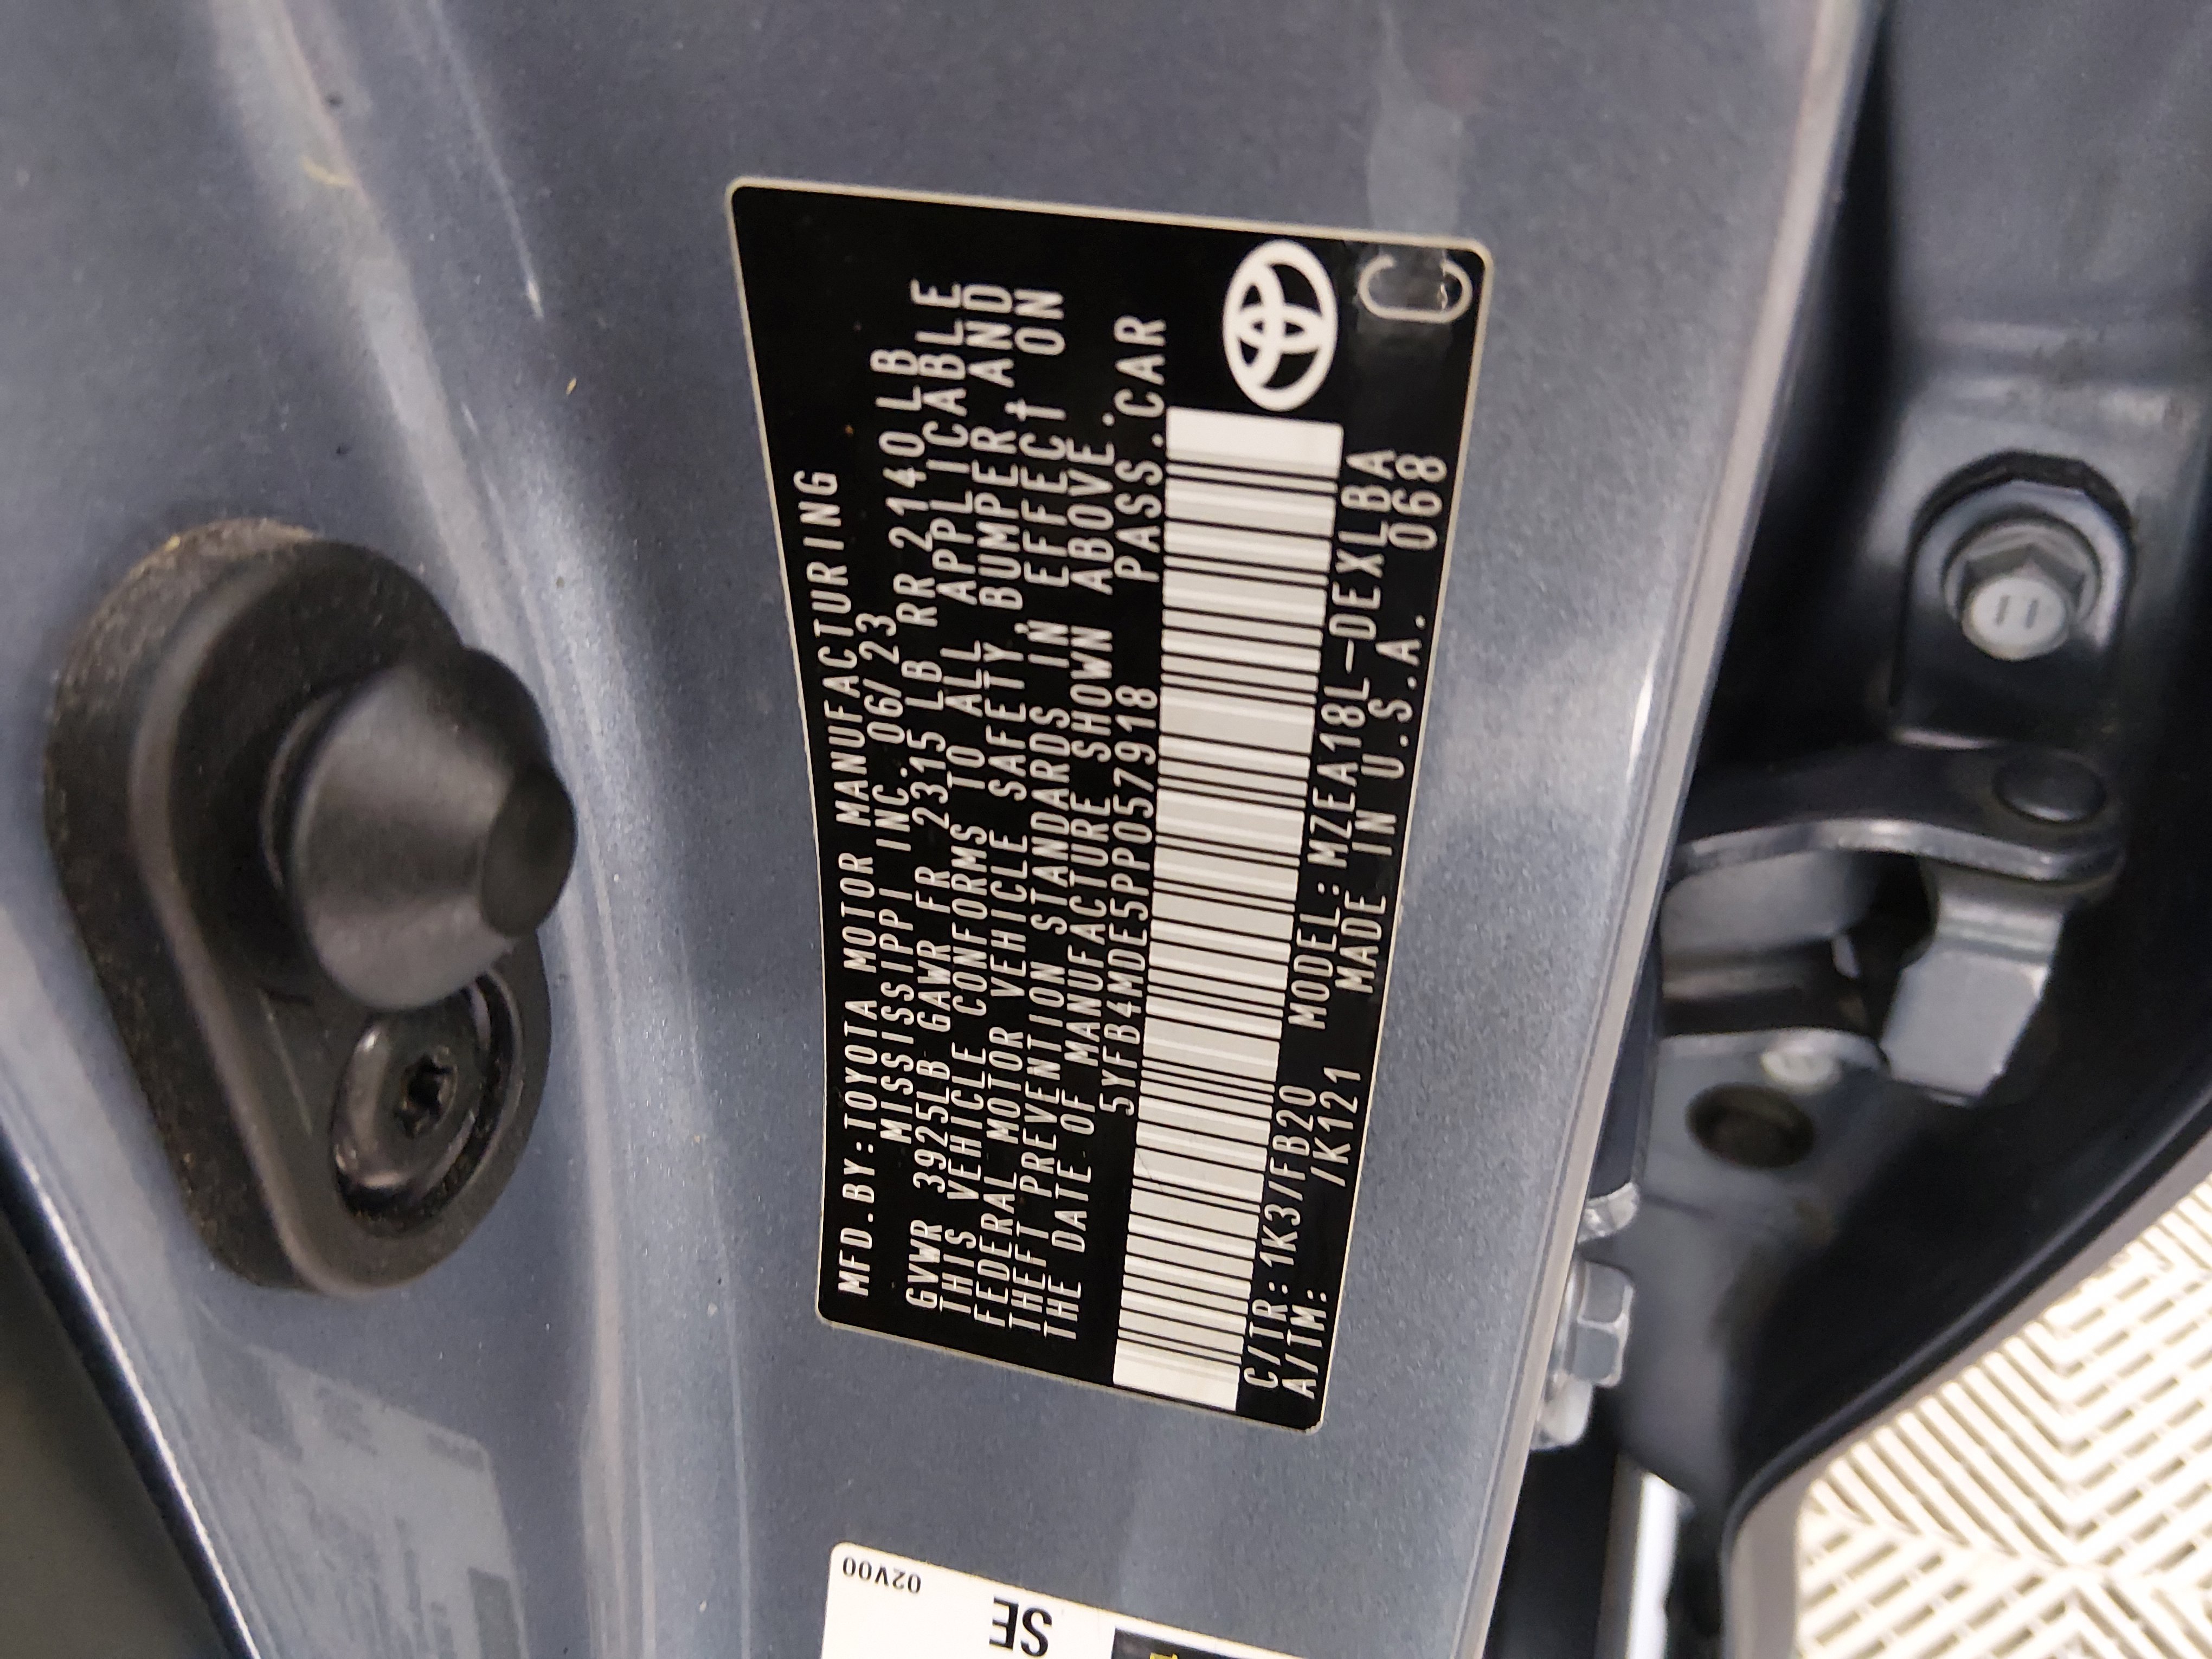 MFD.BY:TOYOTA MOTOR MANUFACTURING
MISSISSIPPI INC. 06/23
GVWR 3925LB GAWR FR 2315 LB RR 2140 LB
THIS VEHICLE CONFORMS TO ALL APPLICABLE
FEDERAL MOTOR VEHICLE SAFETY, BUMPER, AND
THEFT PREVENTION STANDARDS IN EFFECT ON
THE DATE OF MANUFACTURE SHOWN ABOVE.
5YFB4MDE5PP057918 PASS.CAR
C/TR:1K3/FB20 MODEL:MZEA18L-DEXLBA
A/TM: /K121 MADE IN U.S.A. 068
C
02V00
SE